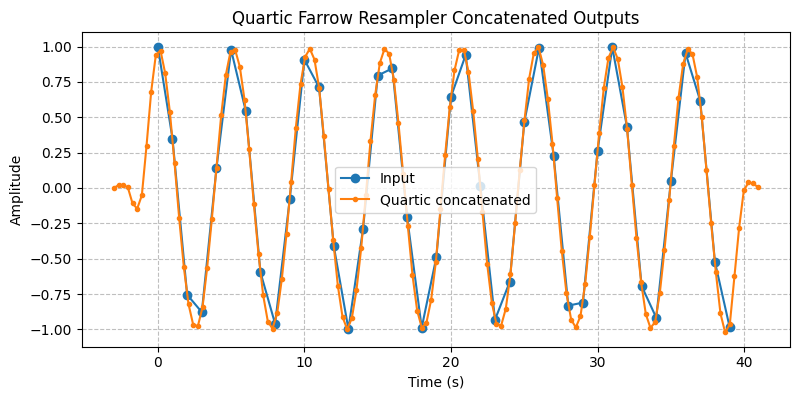 Quartic Farrow Resampler Concatenated Outputs
1.00
0.75
0.50
0.25
0.00
−0.25
−0.50
−0.75
−1.00
Amplitude
Input
Quartic concatenated
0 10 20 30 40
Time (s)